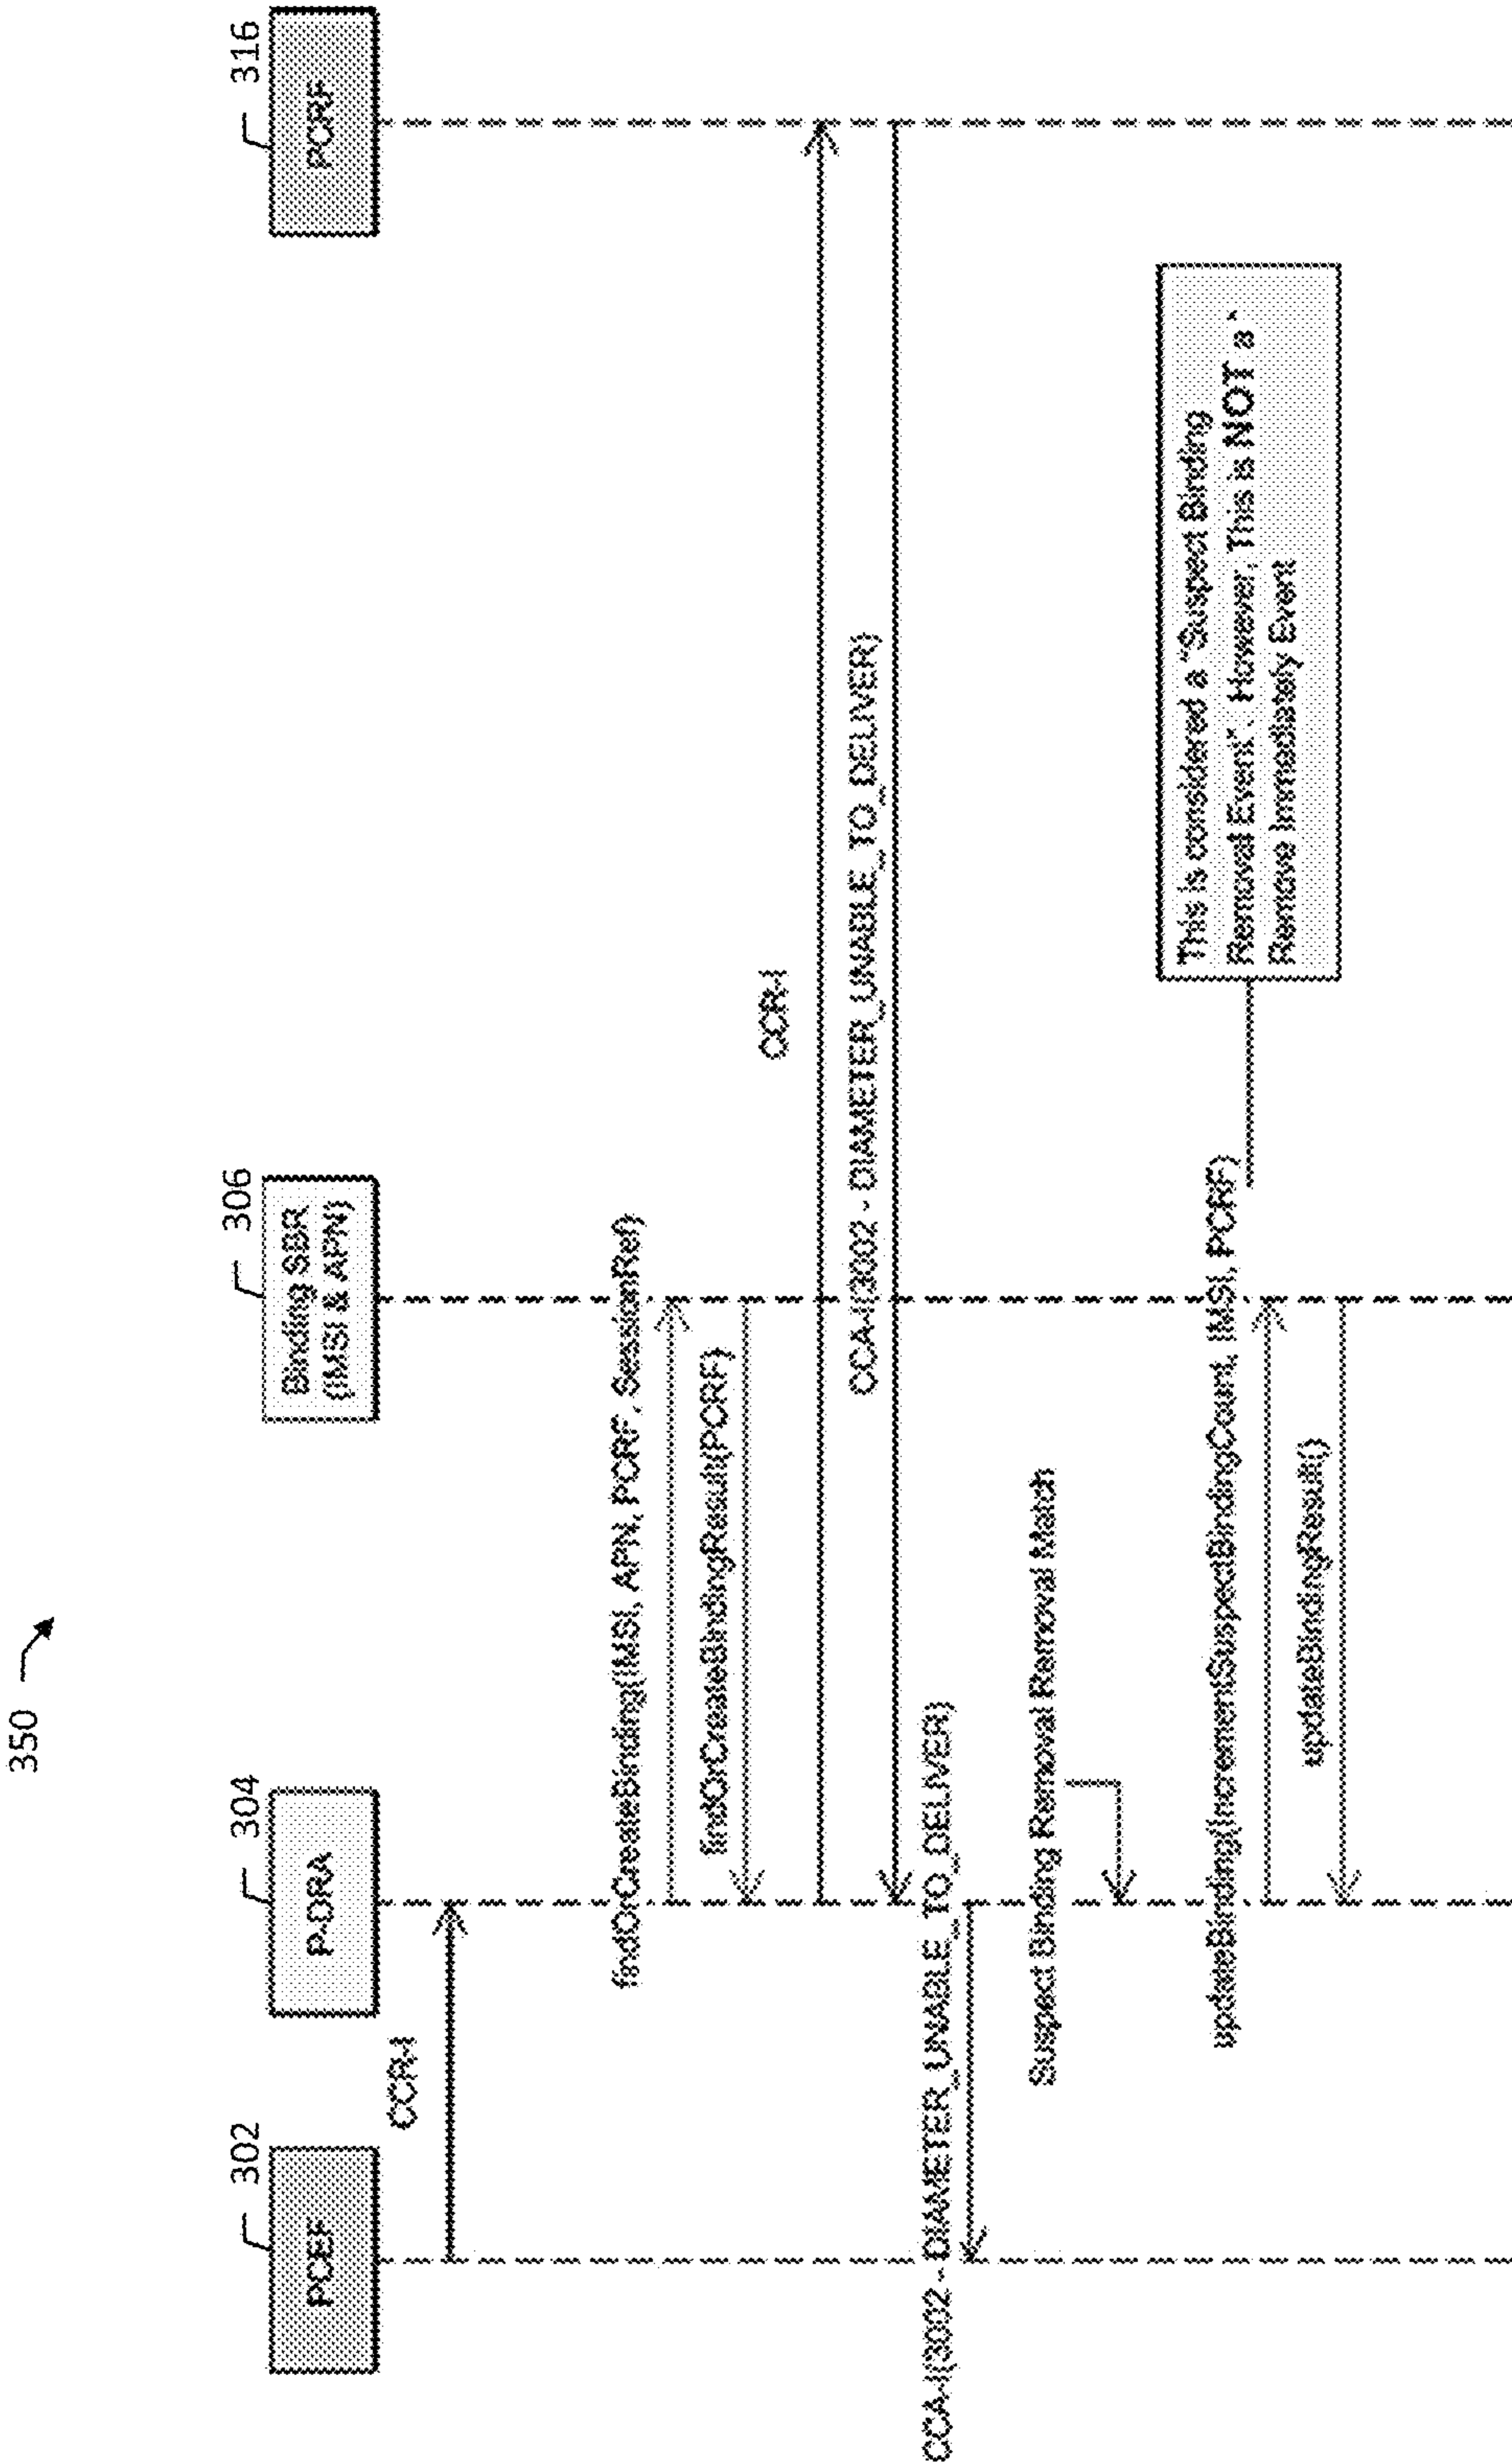 350
302
304
306
316
PCEF
P-DRA
Binding SBR
(IMSI & APN)
PCRF
CCR-I
findOrCreateBinding(IMSI, APN, PCRF, SessionRef)
findOrCreateBindingResult(PCRF)
CCR-I
CCA-I(3002 - DIAMETER_UNABLE_TO_DELIVER)
CCA-I(3002 - DIAMETER_UNABLE_TO_DELIVER)
Suspect Binding Removal Removal Match
updateBinding(IncrementSuspectBindingCount, IMSI, PCRF)
This is considered a "Suspect Binding
Removal Event". However, This is NOT a "
Remove Immediately Event
updateBindingResult()